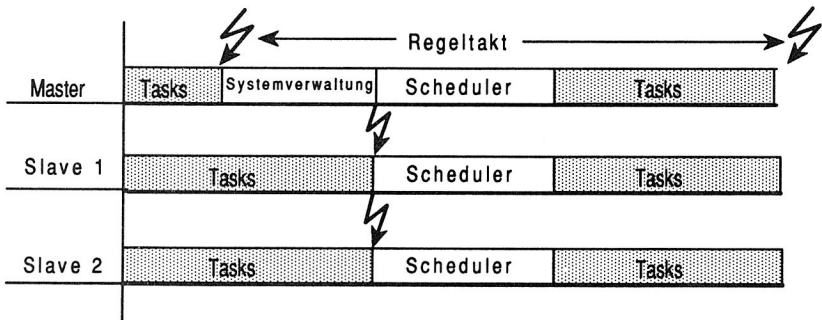 Regeltakt
Master Tasks Systemverwaltung Scheduler Tasks
Slave 1 Tasks Scheduler Tasks
Slave 2 Tasks Scheduler Tasks